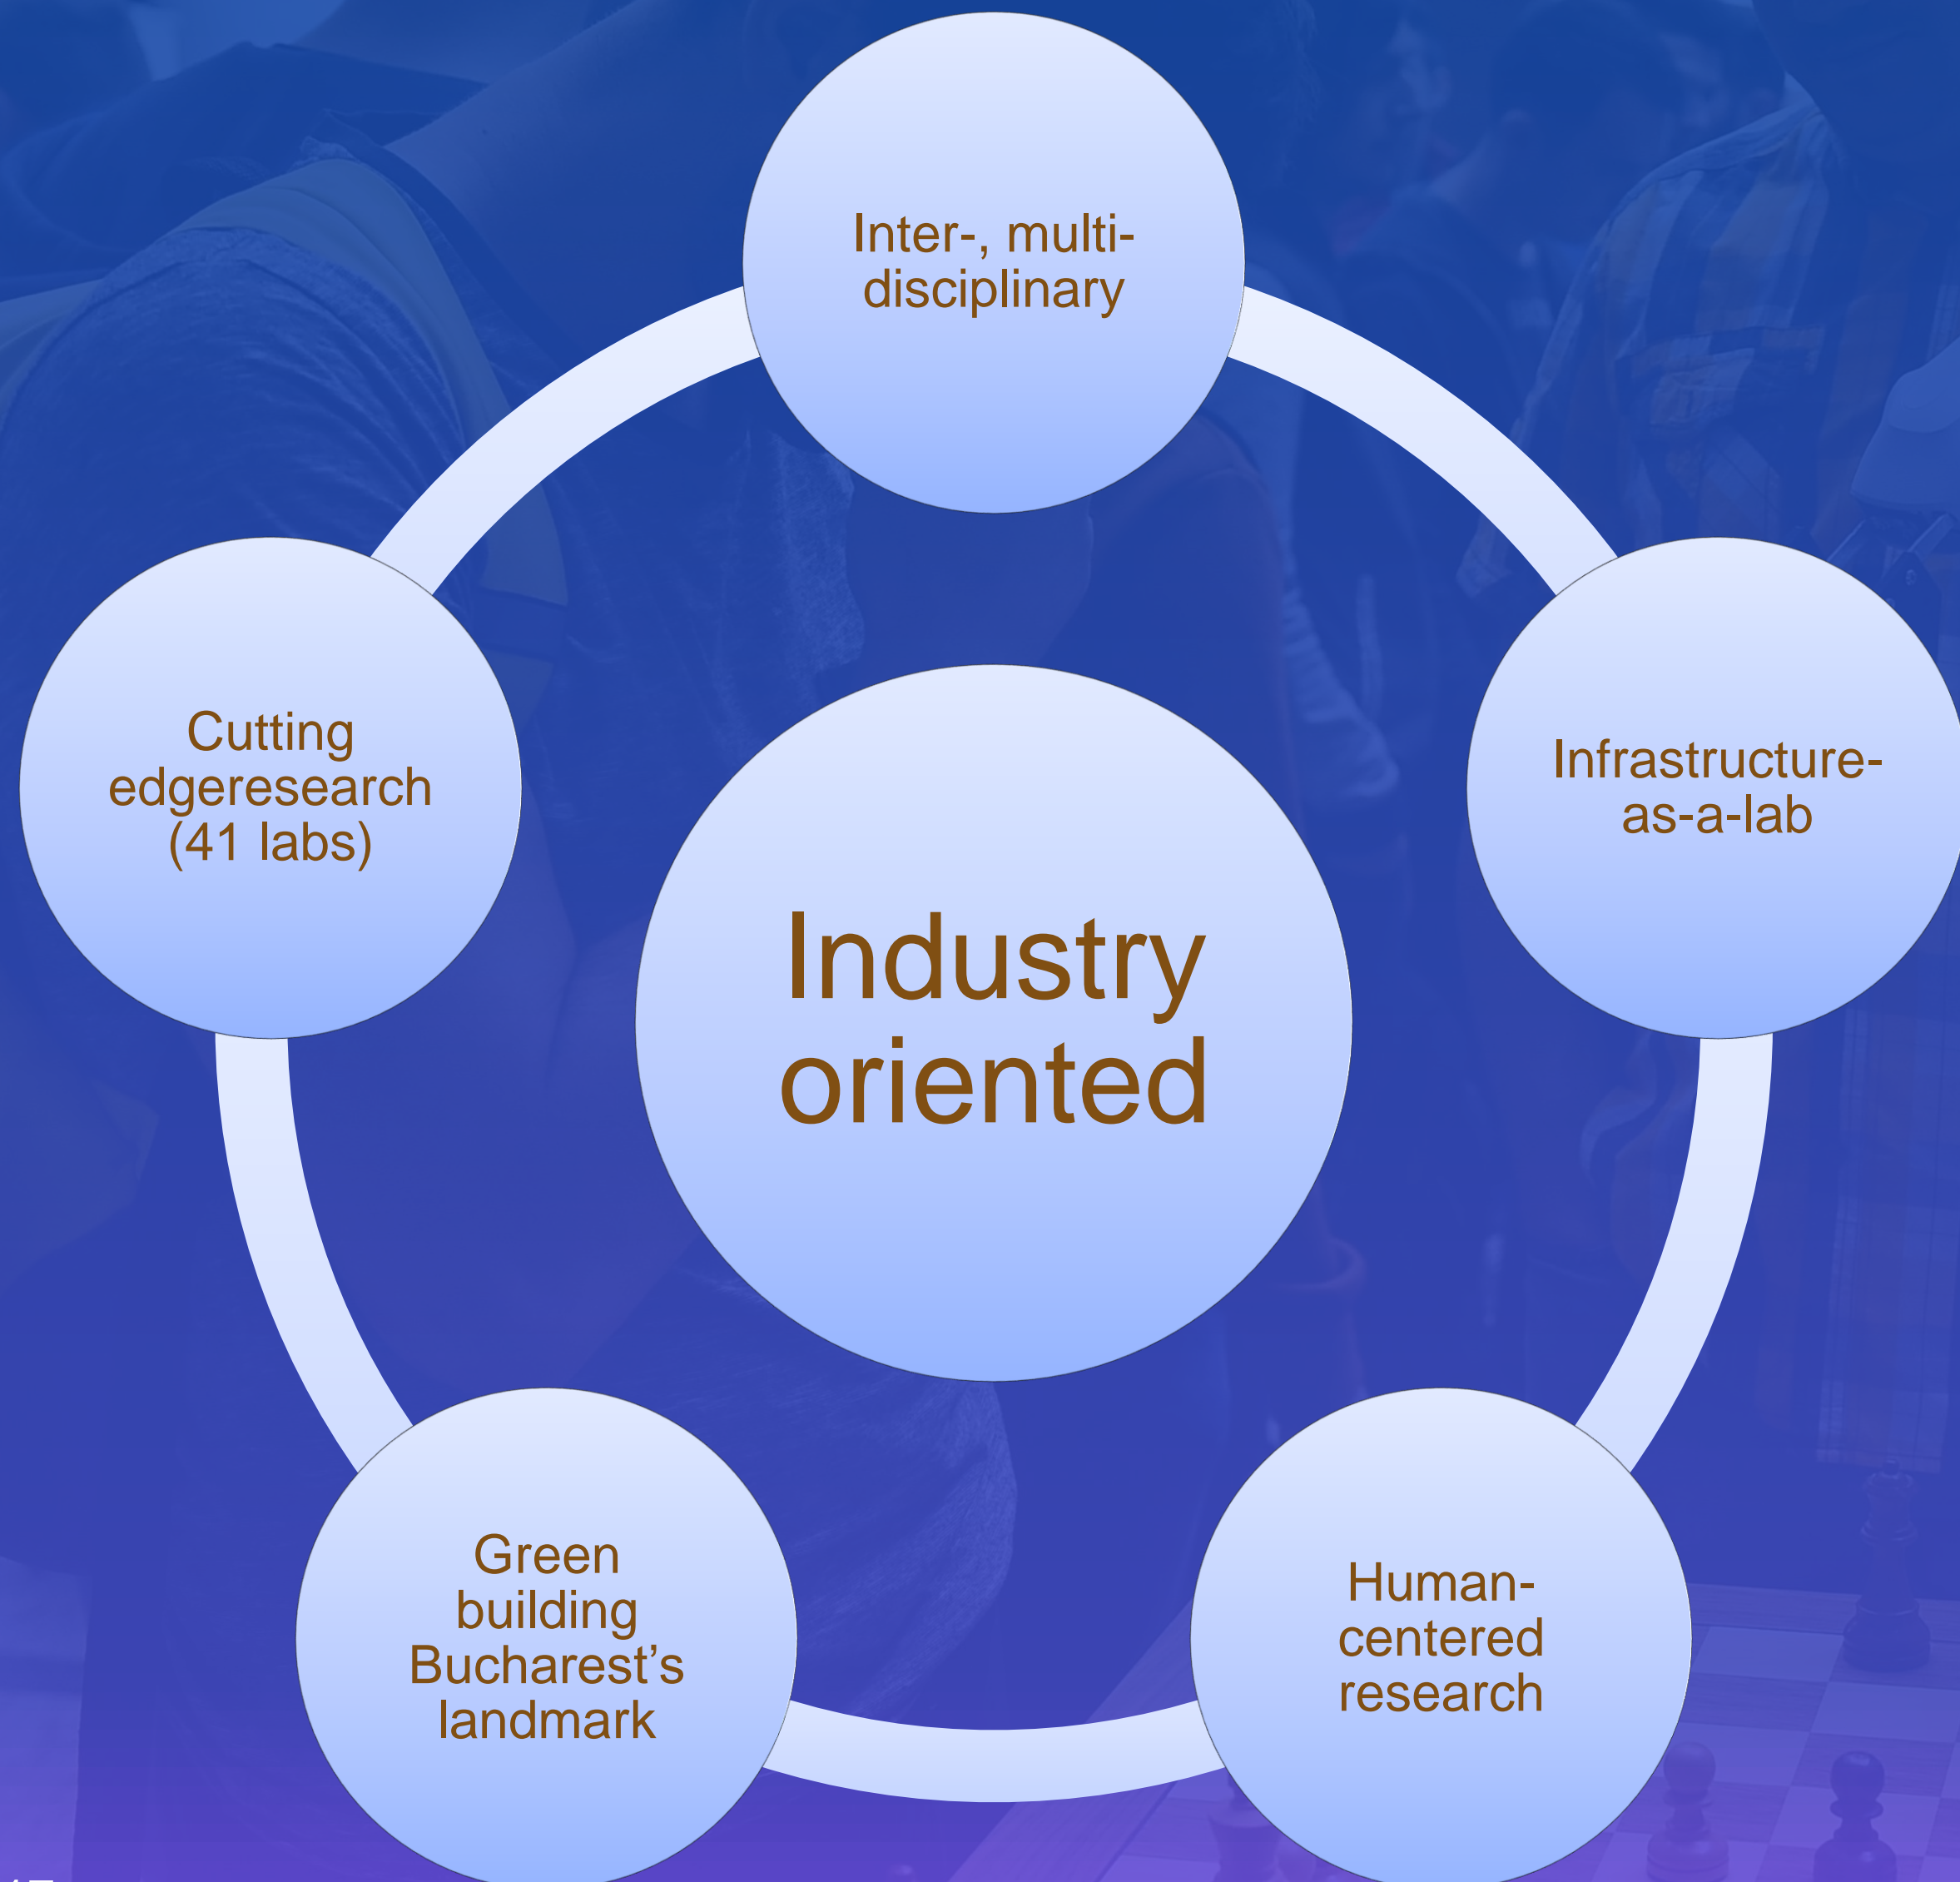 Inter-, multi-
disciplinary
Cutting
edgeresearch
(41 labs)
Infrastructure-
as-a-lab
Industry
oriented
Green
building
Bucharest’s
landmark
Human-
centered
research